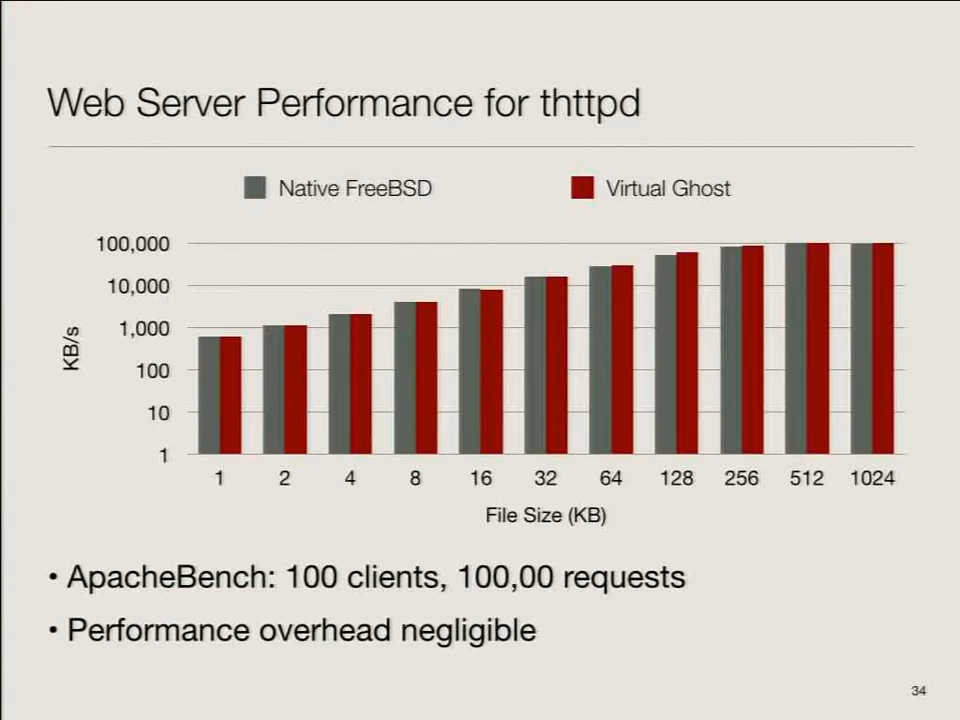 Web Server Performance for thttpd
Native FreeBSD
Virtual Ghost
100,000
10,000
1,000
100
10
1
KB/s
1 2 4 8 16 32 64 128 256 512 1024
File Size (KB)
• ApacheBench: 100 clients, 100,00 requests
• Performance overhead negligible
34